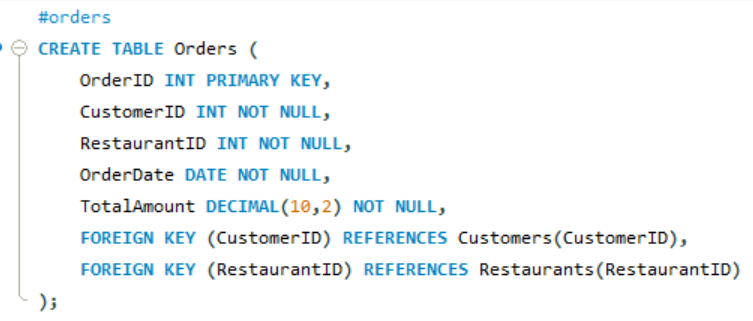 #orders
CREATE TABLE Orders (
OrderID INT PRIMARY KEY,
CustomerID INT NOT NULL,
RestaurantID INT NOT NULL,
OrderDate DATE NOT NULL,
TotalAmount DECIMAL(10,2) NOT NULL,
FOREIGN KEY (CustomerID) REFERENCES Customers(CustomerID),
FOREIGN KEY (RestaurantID) REFERENCES Restaurants(RestaurantID)
);